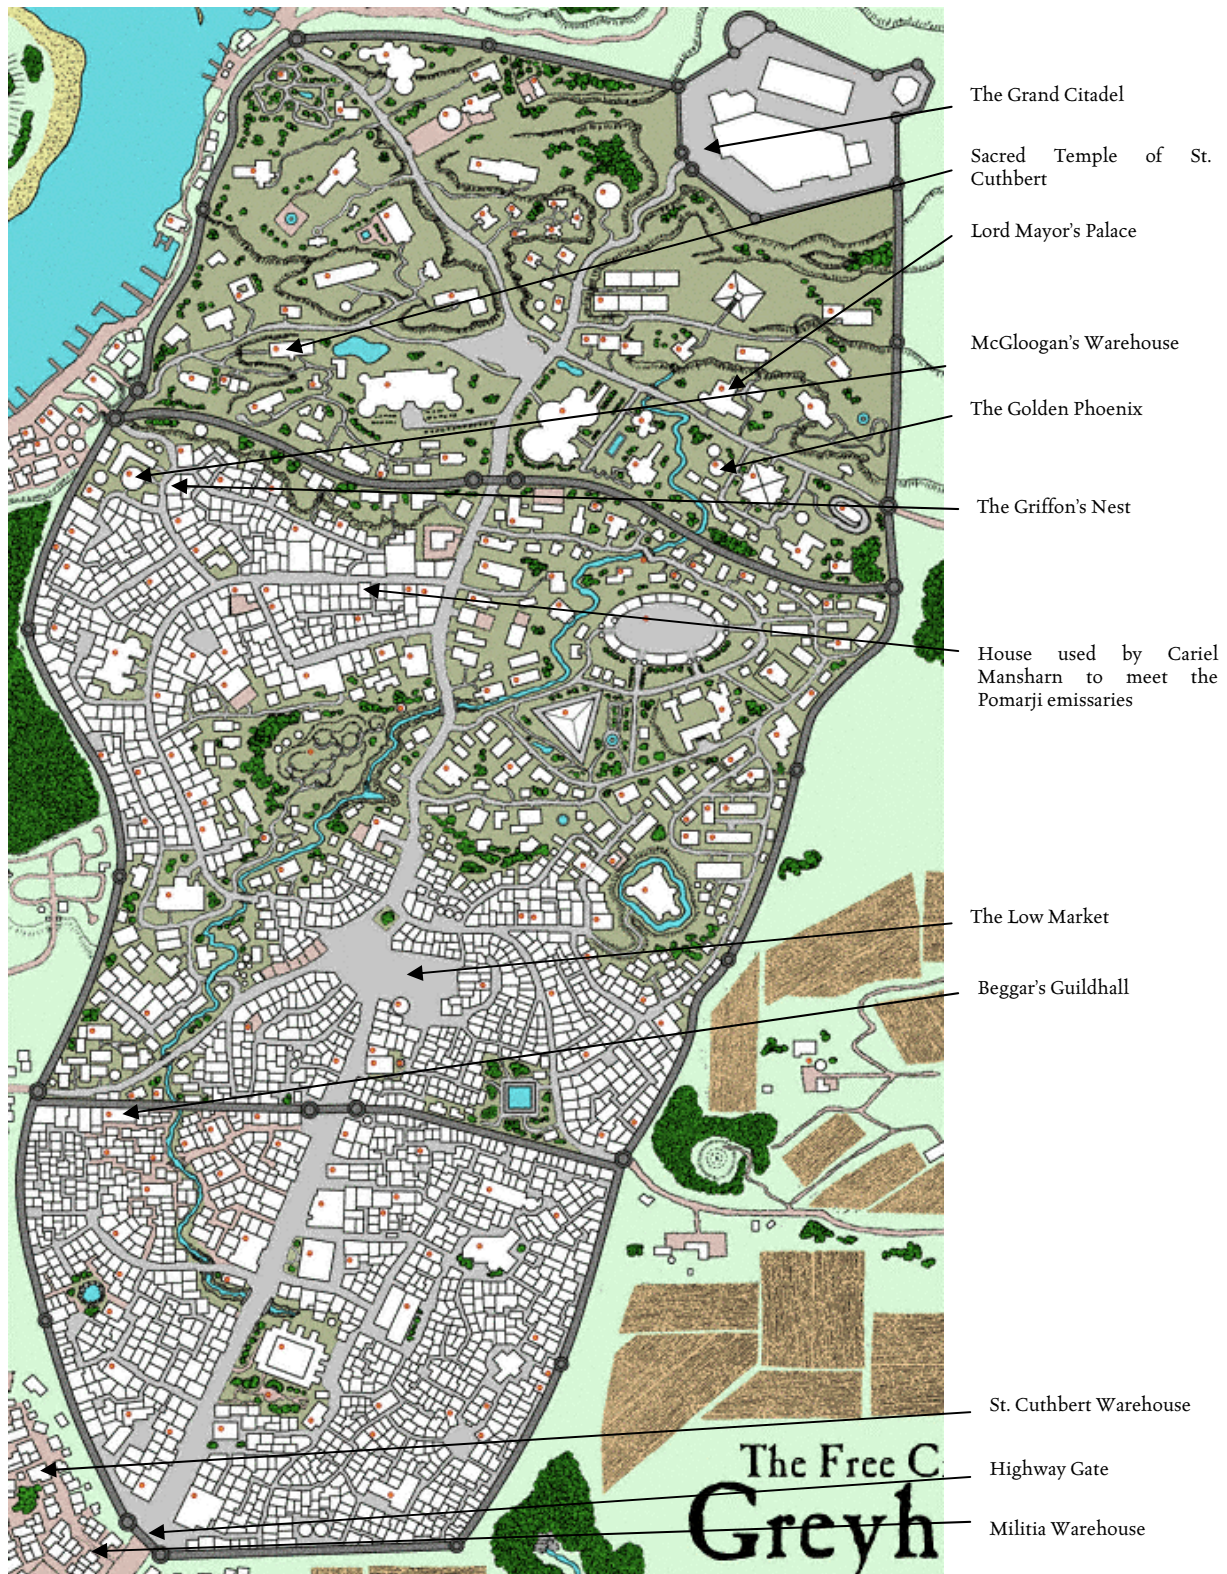 The Grand Citadel
Sacred Temple of St.
Cuthbert
Lord Mayor's Palace
McGloogan's Warehouse
The Golden Phoenix
The Griffon's Nest
House used by Cariel
Mansharn to meet the
Pomarji emissaries
The Low Market
Beggar's Guildhall
St. Cuthbert Warehouse
Highway Gate
Militia Warehouse
The Free C
Greyh